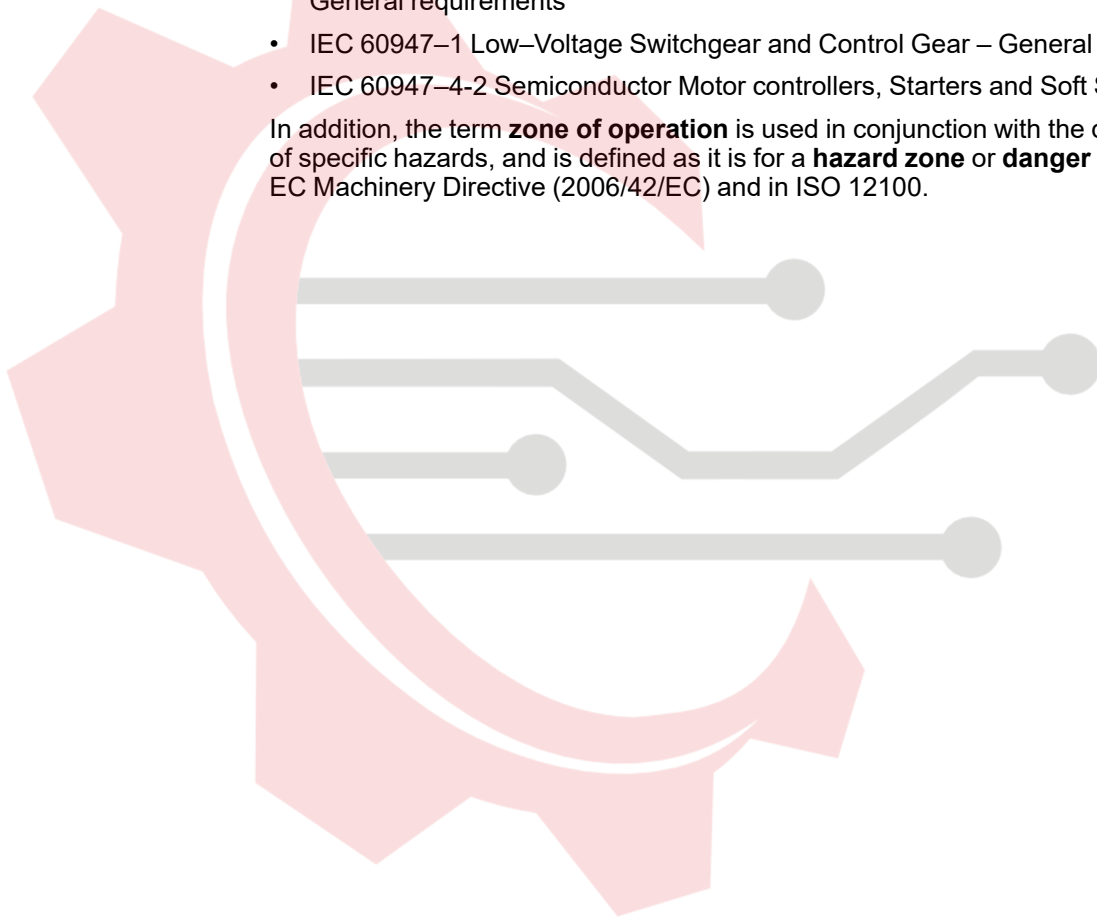 General requirements
• IEC 60947–1 Low–Voltage Switchgear and Control Gear – General
• IEC 60947–4-2 Semiconductor Motor controllers, Starters and Soft
In addition, the term zone of operation is used in conjunction with the
of specific hazards, and is defined as it is for a hazard zone or danger
EC Machinery Directive (2006/42/EC) and in ISO 12100.